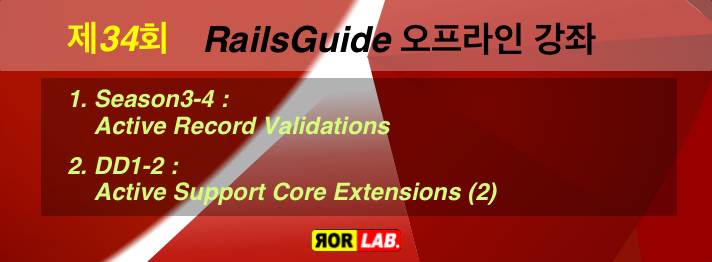 제34회 RailsGuide 오프라인 강좌
1. Season3-4 :
Active Record Validations
2. DD1-2 :
Active Support Core Extensions (2)
ROR LAB.